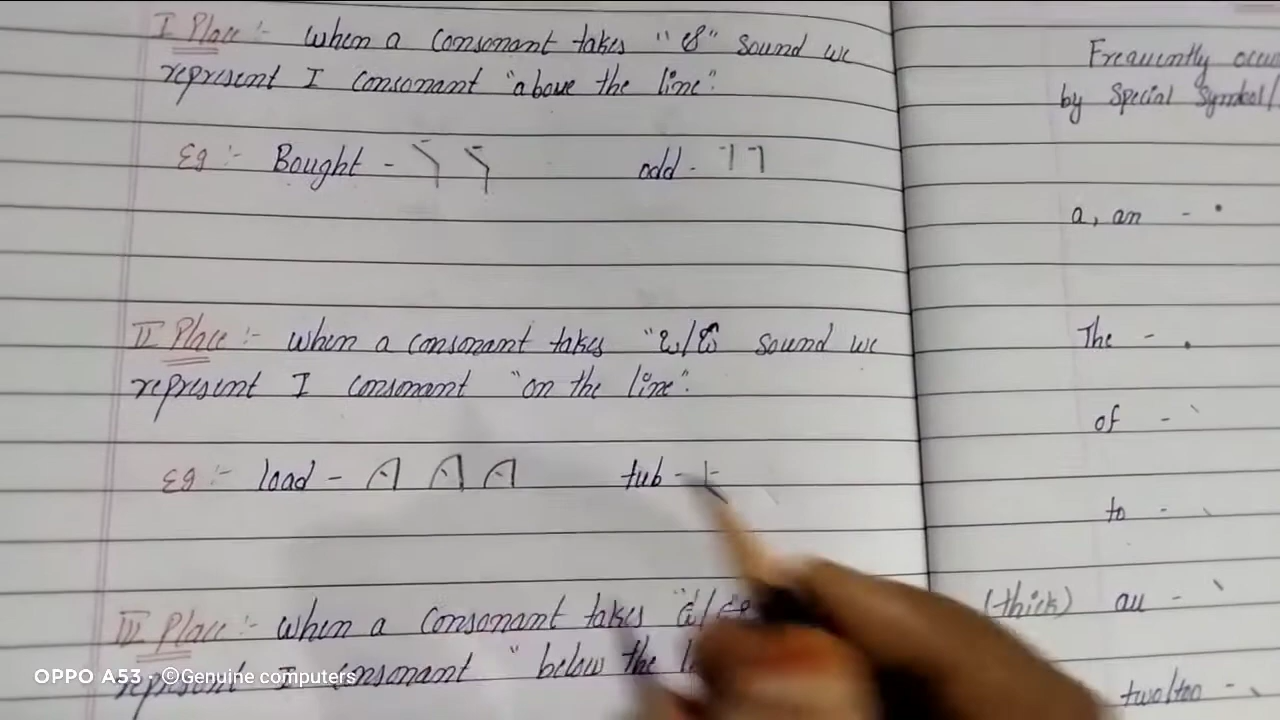 I Place :- When a consonant takes " " sound we
represent I consonant "above the line".
Eg :- Bought - odd -
II Place :- When a consonant takes " " sound we
represent I consonant "on the line".
Eg :- load - tub -
III Place :- When a consonant takes
represent I consonant "below the
Frequently
by Special Symbol/
a, an - .
The - .
of - `
to -
(thick) all -
two/too -
OPPO A53 · ©Genuine computers